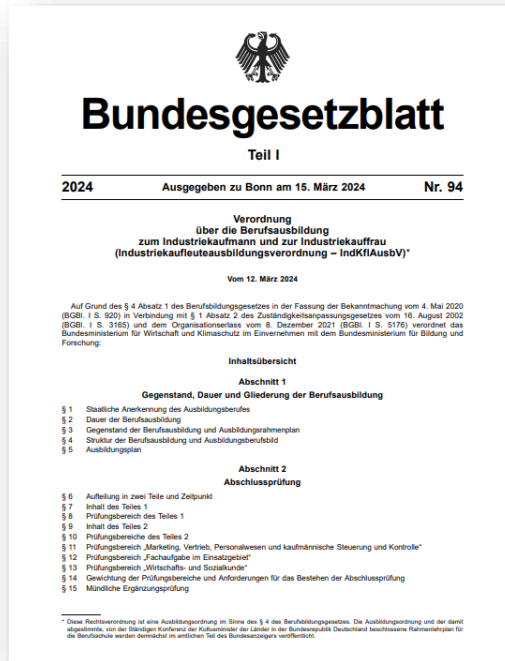 Bundesgesetzblatt
Teil I
2024 Ausgegeben zu Bonn am 15. März 2024 Nr. 94
Verordnung
über die Berufsausbildung
zum Industriekaufmann und zur Industriekauffrau
(Industriekaufleuteausbildungsverordnung – IndKflAusbV)*
Vom 12. März 2024
Auf Grund des § 4 Absatz 1 des Berufsbildungsgesetzes in der Fassung der Bekanntmachung vom 4. Mai 2020
(BGBl. I S. 920) in Verbindung mit § 1 Absatz 2 des Zuständigkeitsanpassungsgesetzes vom 16. August 2002
(BGBl. I S. 3165) und dem Organisationserlass vom 8. Dezember 2021 (BGBl. I S. 5176) verordnet das
Bundesministerium für Wirtschaft und Klimaschutz im Einvernehmen mit dem Bundesministerium für Bildung und
Forschung:
Inhaltsübersicht
Abschnitt 1
Gegenstand, Dauer und Gliederung der Berufsausbildung
§ 1 Staatliche Anerkennung des Ausbildungsberufes
§ 2 Dauer der Berufsausbildung
§ 3 Gegenstand der Berufsausbildung und Ausbildungsrahmenplan
§ 4 Struktur der Berufsausbildung und Ausbildungsberufsbild
§ 5 Ausbildungsplan
Abschnitt 2
Abschlussprüfung
§ 6 Aufteilung in zwei Teile und Zeitpunkt
§ 7 Inhalt des Teiles 1
§ 8 Prüfungsbereich des Teiles 1
§ 9 Inhalt des Teiles 2
§ 10 Prüfungsbereiche des Teiles 2
§ 11 Prüfungsbereich „Marketing, Vertrieb, Personalwesen und kaufmännische Steuerung und Kontrolle“
§ 12 Prüfungsbereich „Fachaufgabe im Einsatzgebiet“
§ 13 Prüfungsbereich „Wirtschafts- und Sozialkunde“
§ 14 Gewichtung der Prüfungsbereiche und Anforderungen für das Bestehen der Abschlussprüfung
§ 15 Mündliche Ergänzungsprüfung
* Diese Rechtsverordnung ist eine Ausbildungsordnung im Sinne des § 4 des Berufsbildungsgesetzes. Die Ausbildungsordnung und der damit
abgestimmte, von der Ständigen Konferenz der Kultusminister der Länder in der Bundesrepublik Deutschland beschlossene Rahmenlehrplan für
die Berufsschule werden demnächst im amtlichen Teil des Bundesanzeigers veröffentlicht.